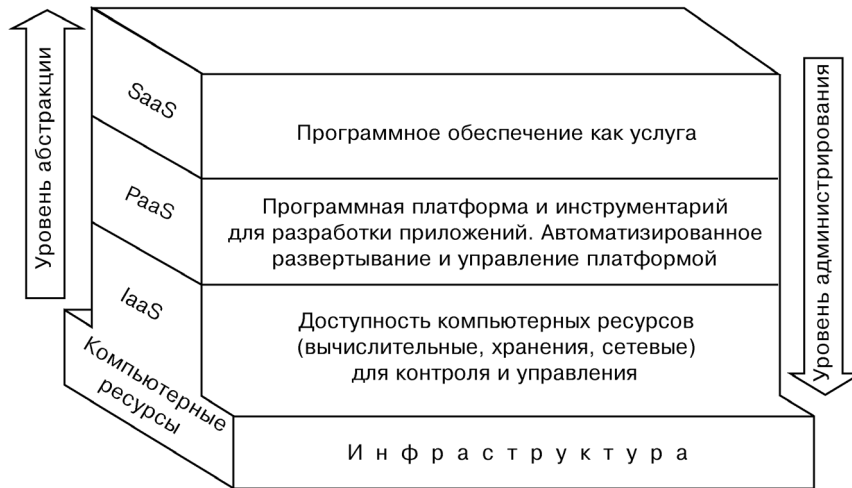 Уровень абстракции
SaaS
Программное обеспечение как услуга
PaaS
Программная платформа и инструментарий
для разработки приложений. Автоматизированное
развертывание и управление платформой
IaaS
Доступность компьютерных ресурсов
(вычислительные, хранения, сетевые)
для контроля и управления
Компьютерные
ресурсы
Инфраструктура
Уровень администрирования